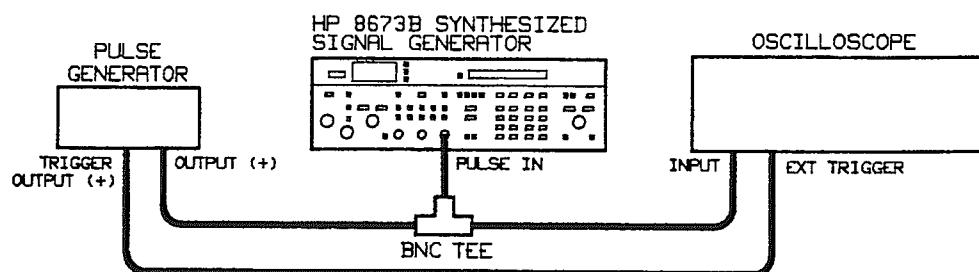 HP 8673B SYNTHESIZED
SIGNAL GENERATOR
PULSE
GENERATOR
OSCILLOSCOPE
TRIGGER
OUTPUT (+)
OUTPUT (+)
PULSE IN
INPUT
EXT TRIGGER
BNC TEE